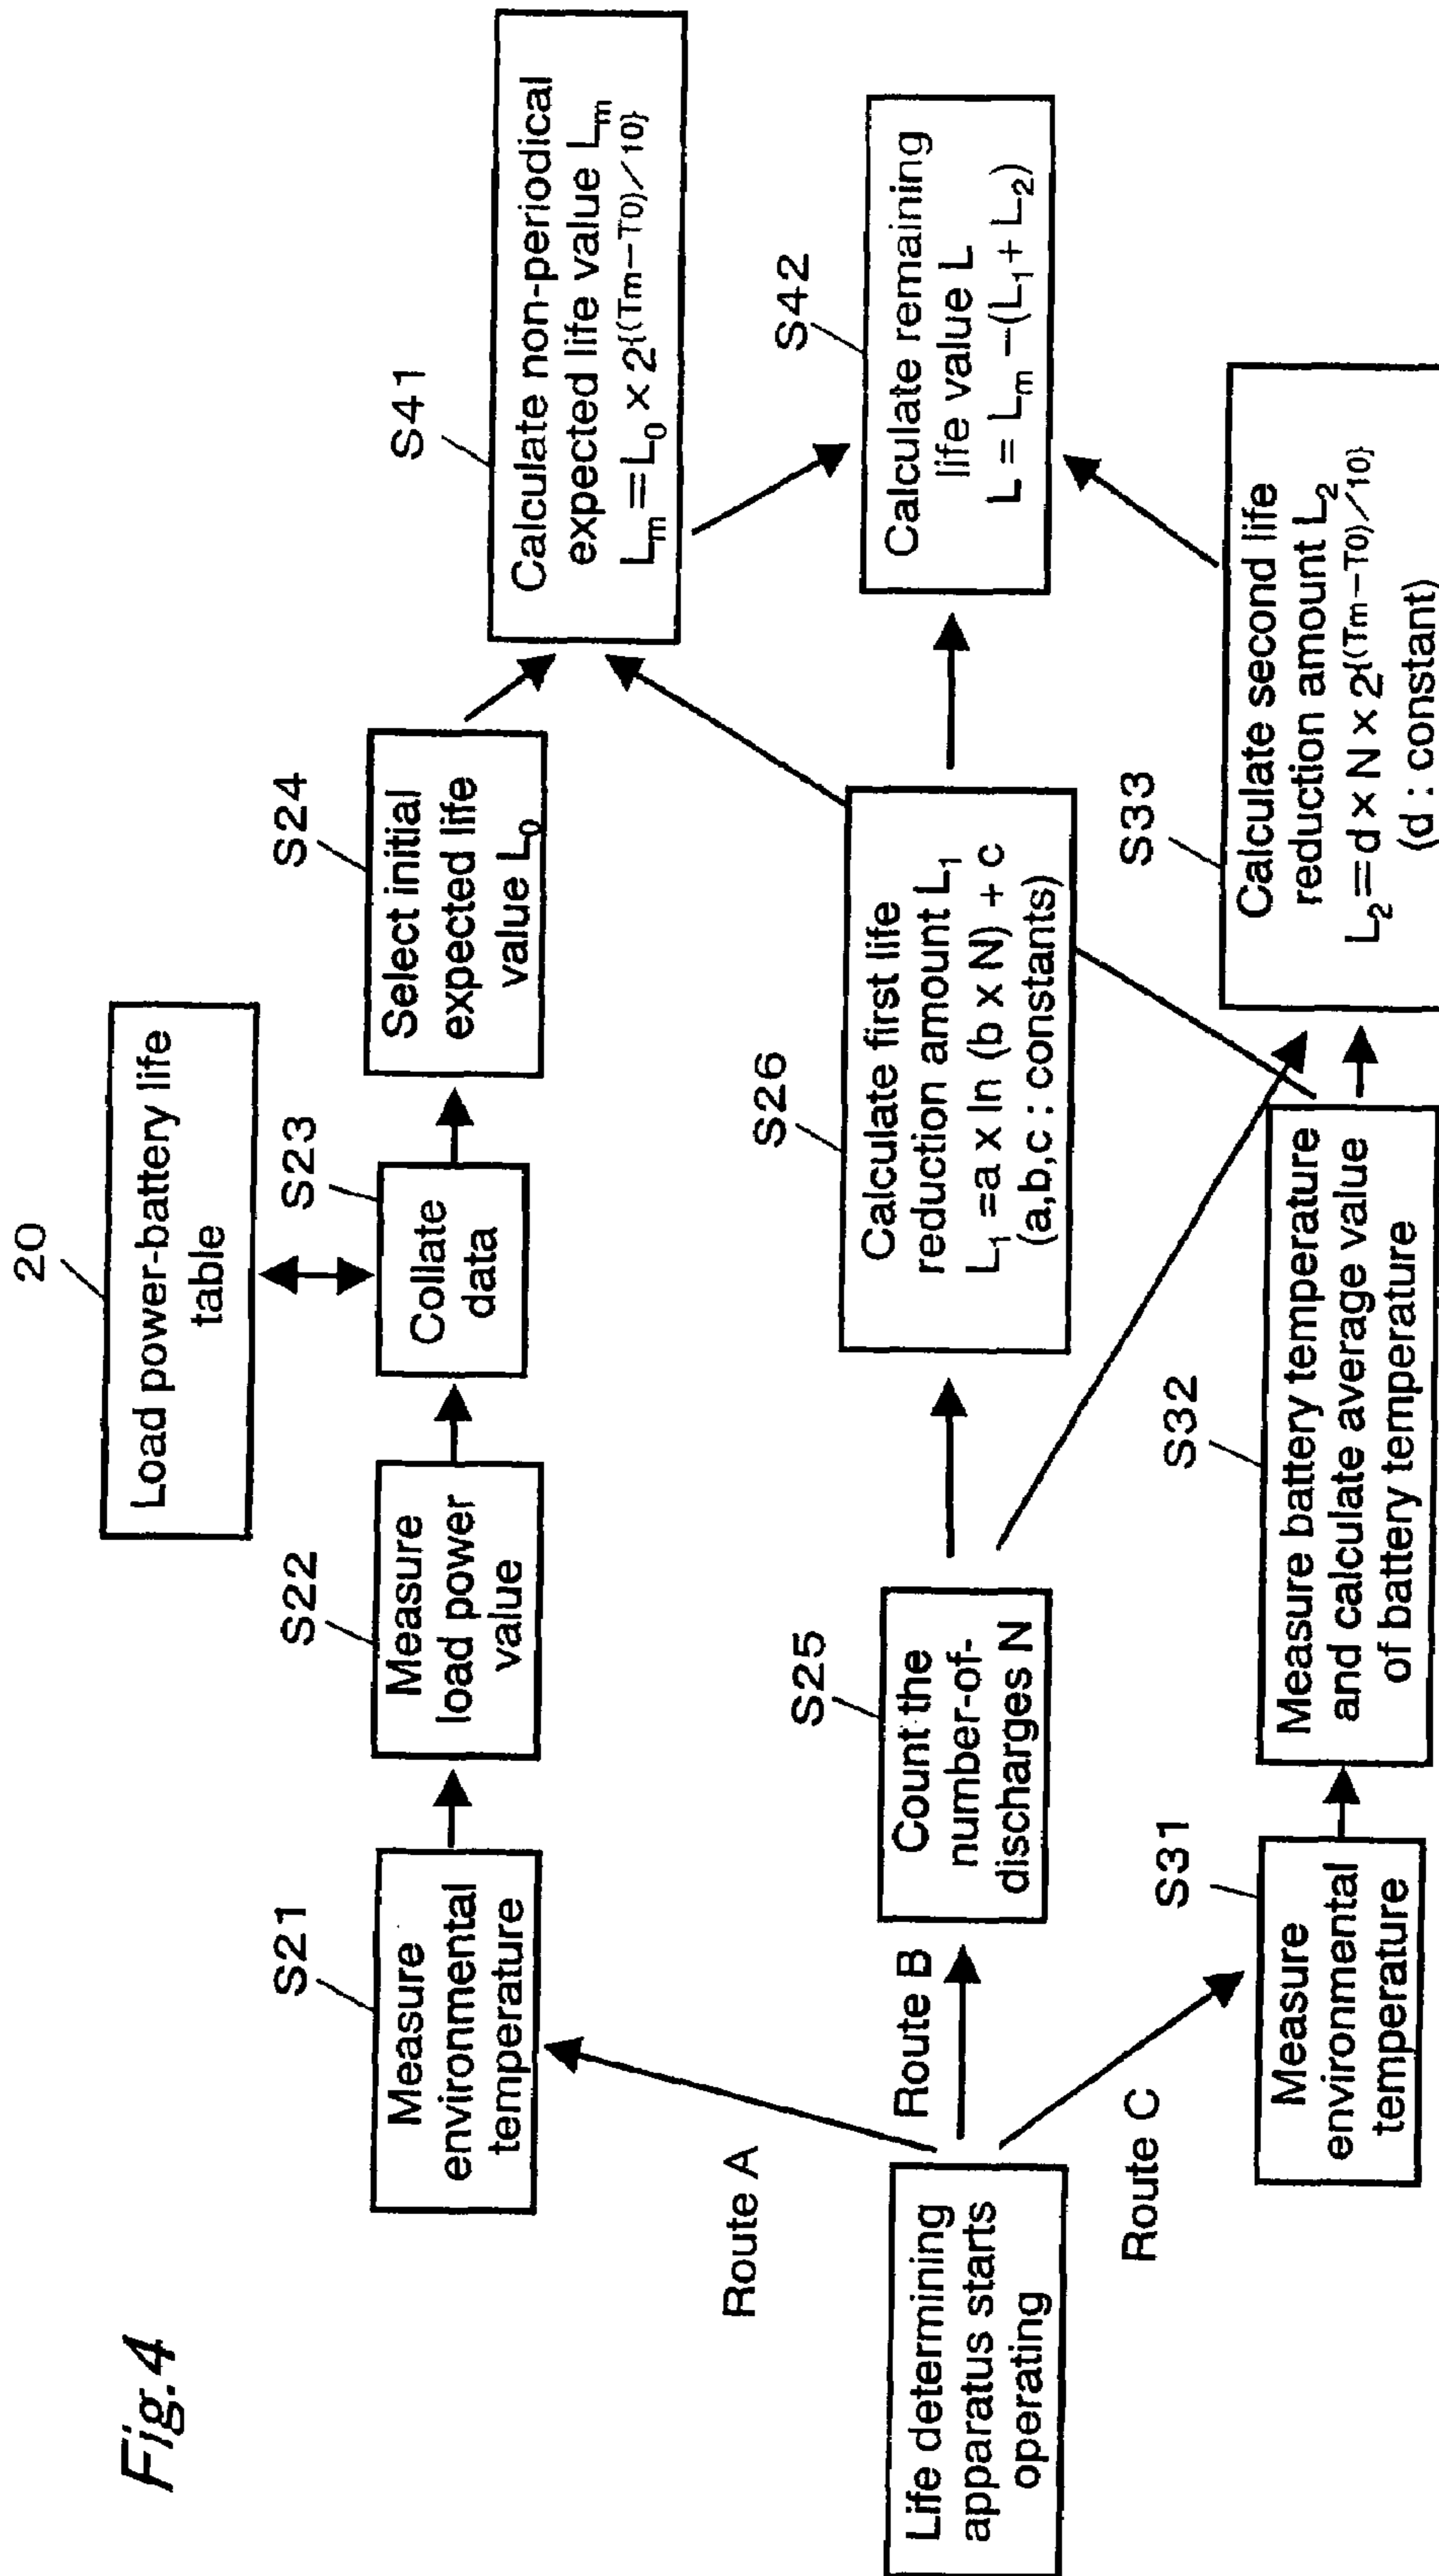 Fig.4
20
Load power-battery life
table
S21
Measure
environmental
temperature
S22
Measure
load power
value
S23
Collate
data
S24
Select initial
expected life
value L₀
S41
Calculate non-periodical
expected life value Lₘ
Lₘ=L₀×2^{(Tm−T0)/10}
Route A
Life determining
apparatus starts
operating
Route B
S25
Count the
number-of-
discharges N
S26
Calculate first life
reduction amount L₁
L₁ =a x ln (b x N) + c
(a,b,c : constants)
S42
Calculate remaining
life value L
L = Lₘ −(L₁+ L₂)
Route C
S31
Measure
environmental
temperature
S32
Measure battery temperature
and calculate average value
of battery temperature
S33
Calculate second life
reduction amount L₂
L₂=d×N×2^{(Tm−T0)/10}
(d : constant)